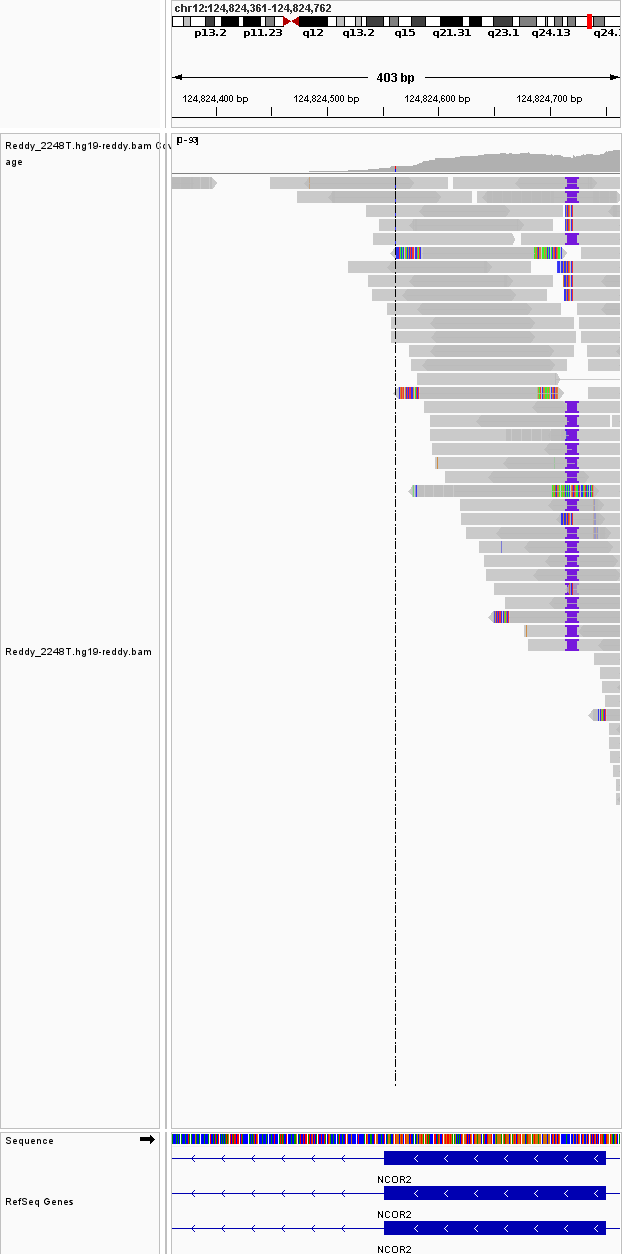 chr12:124,824,361-124,824,762
p13.2 p11.23 q12 q13.2 q15 q21.31 q23.1 q24.13
403 bp
124,824,400 bp 124,824,500 bp 124,824,600 bp 124,824,700 bp
Reddy_2248T.hg19-reddy.bam Cov
age
[0-93]
Reddy_2248T.hg19-reddy.bam
Sequence
NCOR2
RefSeq Genes
NCOR2
NCOR2